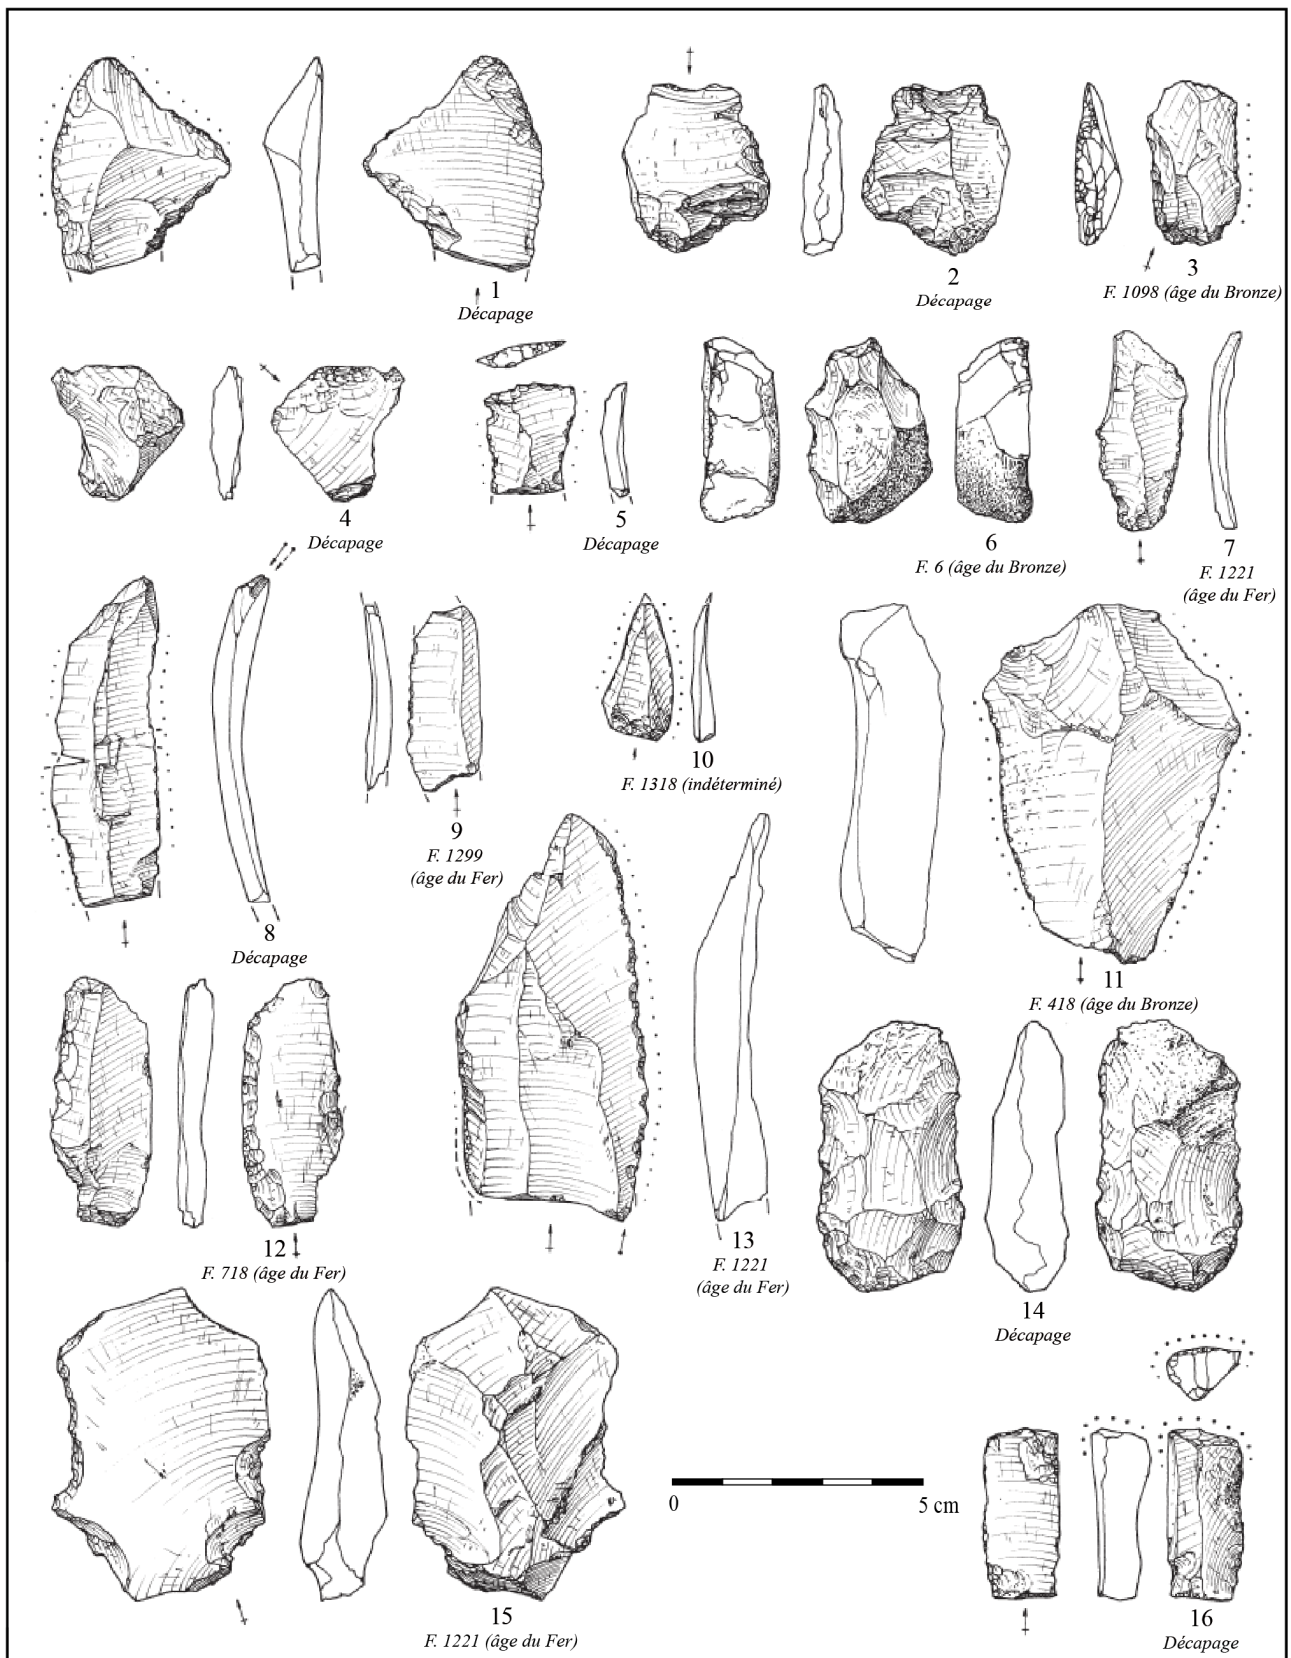 1
Décapage
2
Décapage
3
F. 1098 (âge du Bronze)
4
Décapage
5
Décapage
6
F. 6 (âge du Bronze)
7
F. 1221
(âge du Fer)
8
Décapage
9
F. 1299
(âge du Fer)
10
F. 1318 (indéterminé)
11
F. 418 (âge du Bronze)
12
F. 718 (âge du Fer)
13
F. 1221
(âge du Fer)
14
Décapage
15
F. 1221 (âge du Fer)
0 5 cm
16
Décapage